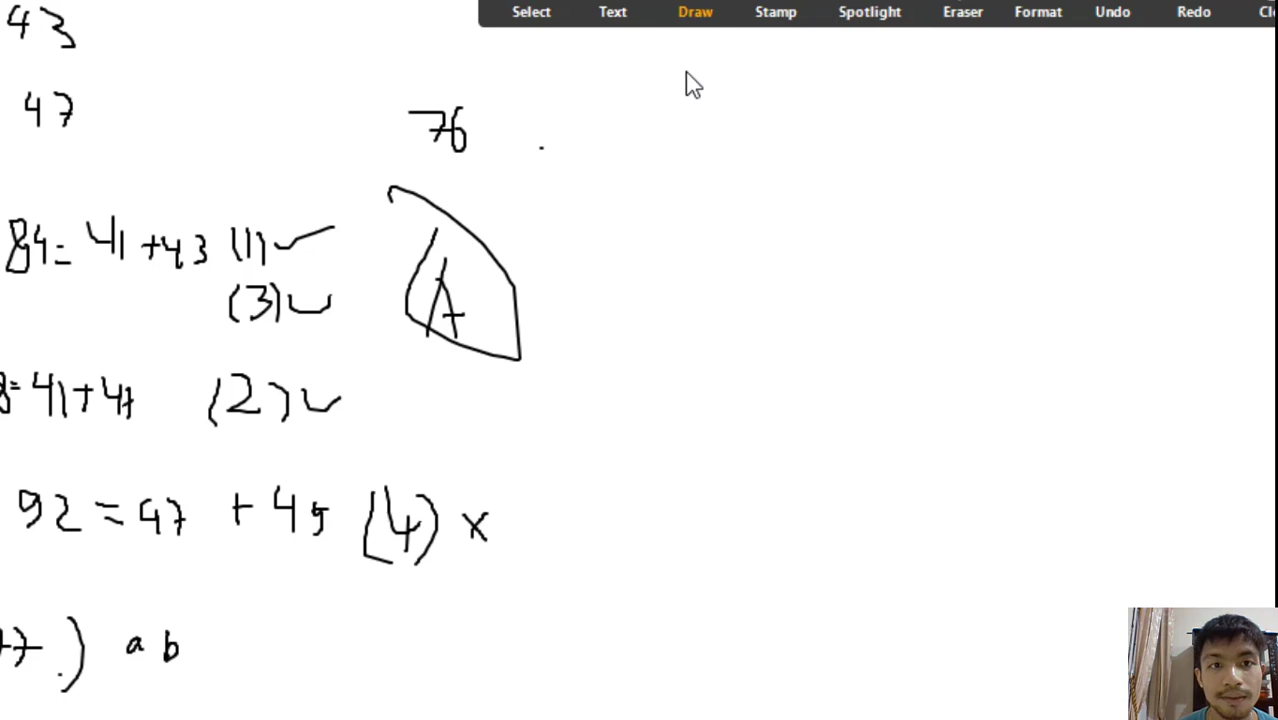 Select Text Draw Stamp Spotlight Eraser Format Undo Redo
43
47
76
84 = 41 + 43 (1)
(3)
A
= 41 + 47 (2)
92 = 47 + 45 (4) x
) a b